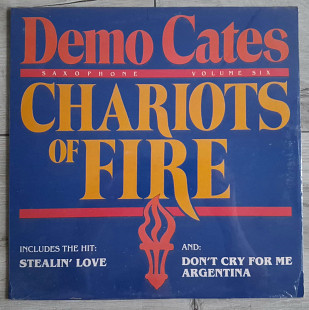 Demo Cates
SAXOPHONE VOLUME SIX
CHARIOTS
OF FIRE
INCLUDES THE HIT: AND:
STEALIN' LOVE DON'T CRY FOR ME
ARGENTINA